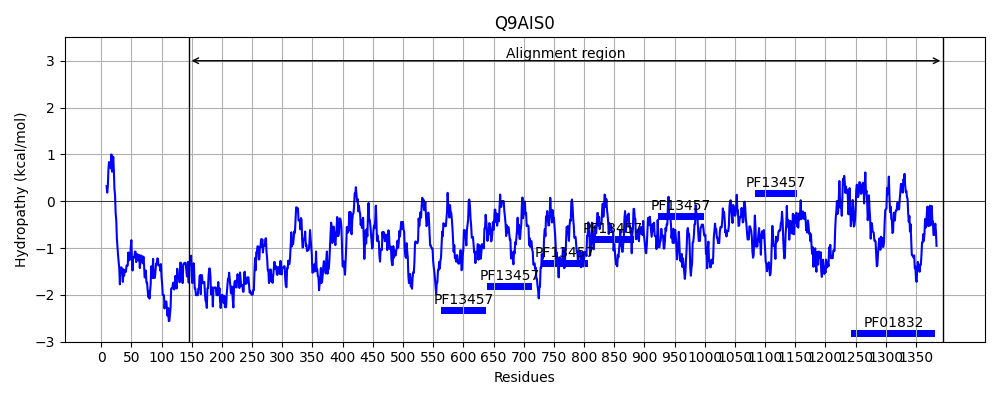 Q9AIS0
Alignment region
3
2
1
0
−1
−2
−3
Hydropathy (kcal/mol)
PF13457
PF13457
PF13457
PF13457
PF13457
PF13457
PF13457
PF01832
0 50 100 150 200 250 300 350 400 450 500 550 600 650 700 750 800 850 900 950 1000 1050 1100 1150 1200 1250 1300 1350
Residues